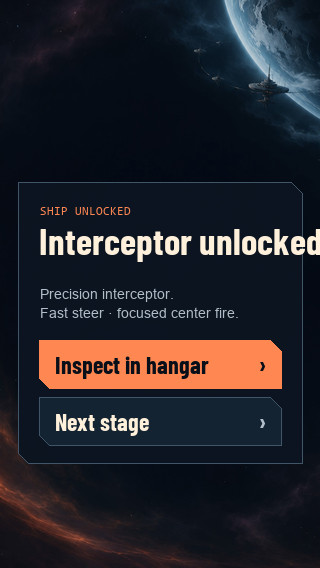 SHIP UNLOCKED
Interceptor unlocked
Precision interceptor.
Fast steer · focused center fire.
Inspect in hangar ›
Next stage ›